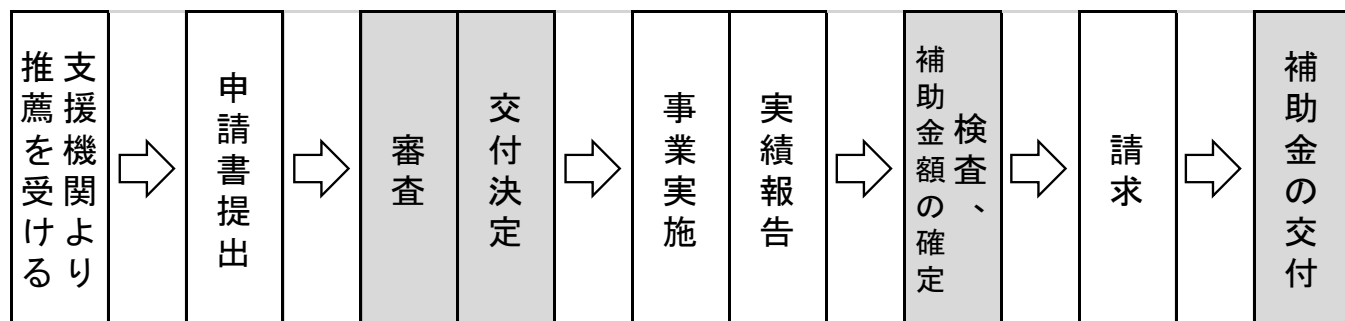 支援機関より
推薦を受ける
申請書提出
審査
交付決定
事業実施
実績報告
検査、
補助金額の確定
請求
補助金の交付